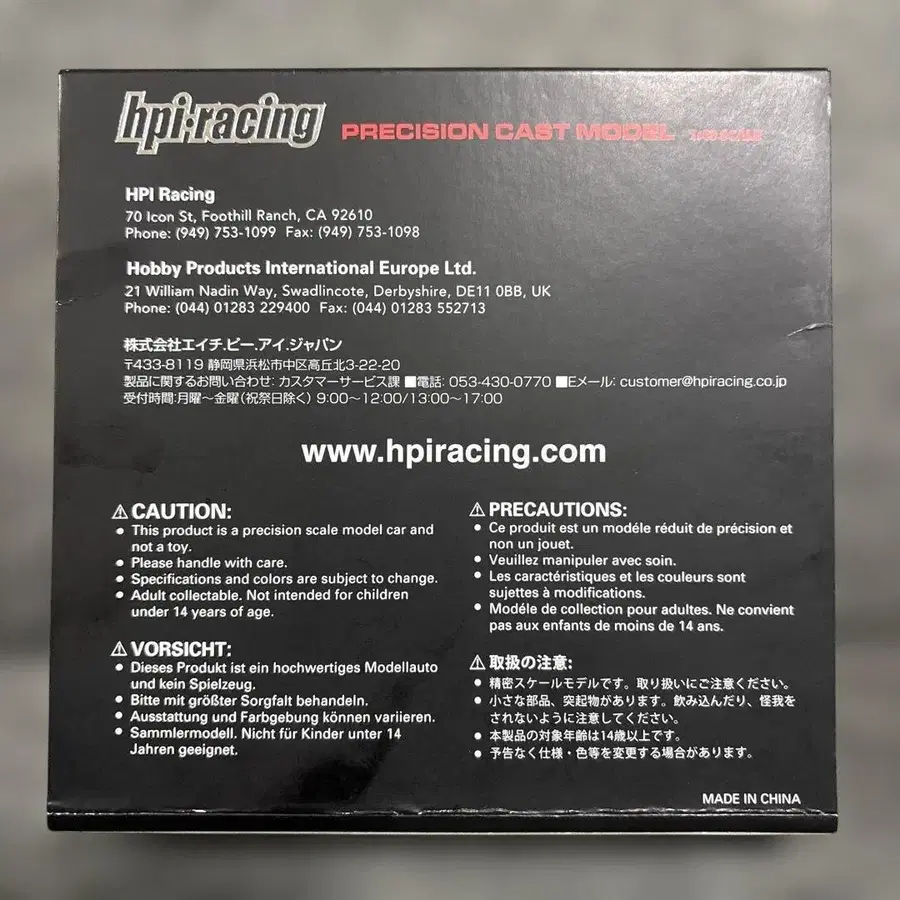 hpi·racing PRECISION CAST MODEL
HPI Racing
70 Icon St, Foothill Ranch, CA 92610
Phone: (949) 753-1099 Fax: (949) 753-1098
Hobby Products International Europe Ltd.
21 William Nadin Way, Swadlincote, Derbyshire, DE11 0BB, UK
Phone: (044) 01283 229400 Fax: (044) 01283 552713
株式会社エイチ.ピー.アイ.ジャパン
〒433-8119 静岡県浜松市中区高丘北3-22-20
製品に関するお問い合わせ: カスタマーサービス課 ■電話: 053-430-0770 ■Eメール: customer@hpiracing.co.jp
受付時間:月曜〜金曜(祝祭日除く) 9:00〜12:00/13:00〜17:00
www.hpiracing.com
⚠ CAUTION:
• This product is a precision scale model car and
not a toy.
• Please handle with care.
• Specifications and colors are subject to change.
• Adult collectable. Not intended for children
under 14 years of age.
⚠ VORSICHT:
• Dieses Produkt ist ein hochwertiges Modellauto
und kein Spielzeug.
• Bitte mit größter Sorgfalt behandeln.
• Ausstattung und Farbgebung können variieren.
• Sammlermodell. Nicht für Kinder unter 14
Jahren geeignet.
⚠ PRECAUTIONS:
• Ce produit est un modéle réduit de précision et
non un jouet.
• Veuillez manipuler avec soin.
• Les caractéristiques et les couleurs sont
sujettes à modifications.
• Modéle de collection pour adultes. Ne convient
pas aux enfants de moins de 14 ans.
⚠ 取扱の注意:
• 精密スケールモデルです。取り扱いにご注意ください。
• 小さな部品、突起物があります。飲み込んだり、怪我を
されないように注意してください。
• 本製品の対象年齢は14歳以上です。
• 予告なく仕様・色等を変更する場合があります。
MADE IN CHINA